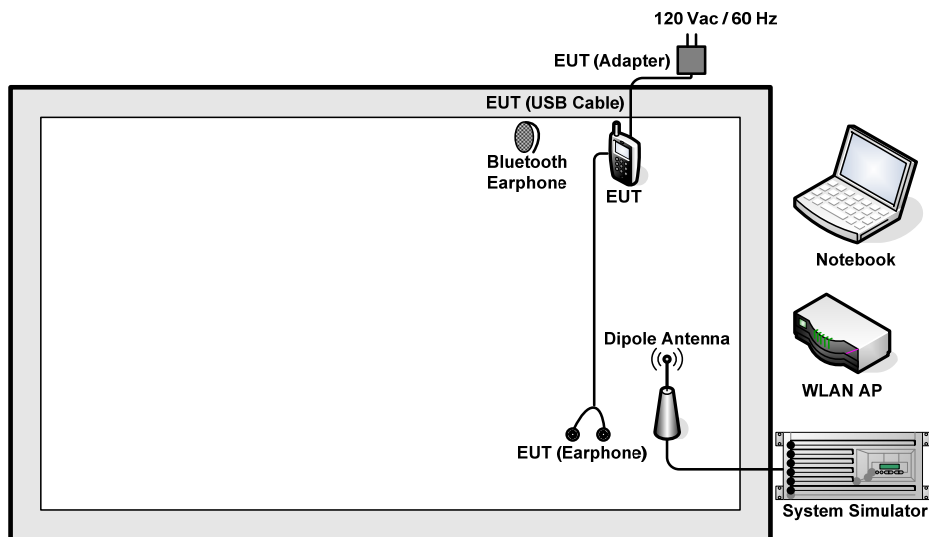 120 Vac / 60 Hz
EUT (Adapter)
EUT (USB Cable)
Bluetooth
Earphone
EUT
Notebook
Dipole Antenna
WLAN AP
EUT (Earphone)
System Simulator